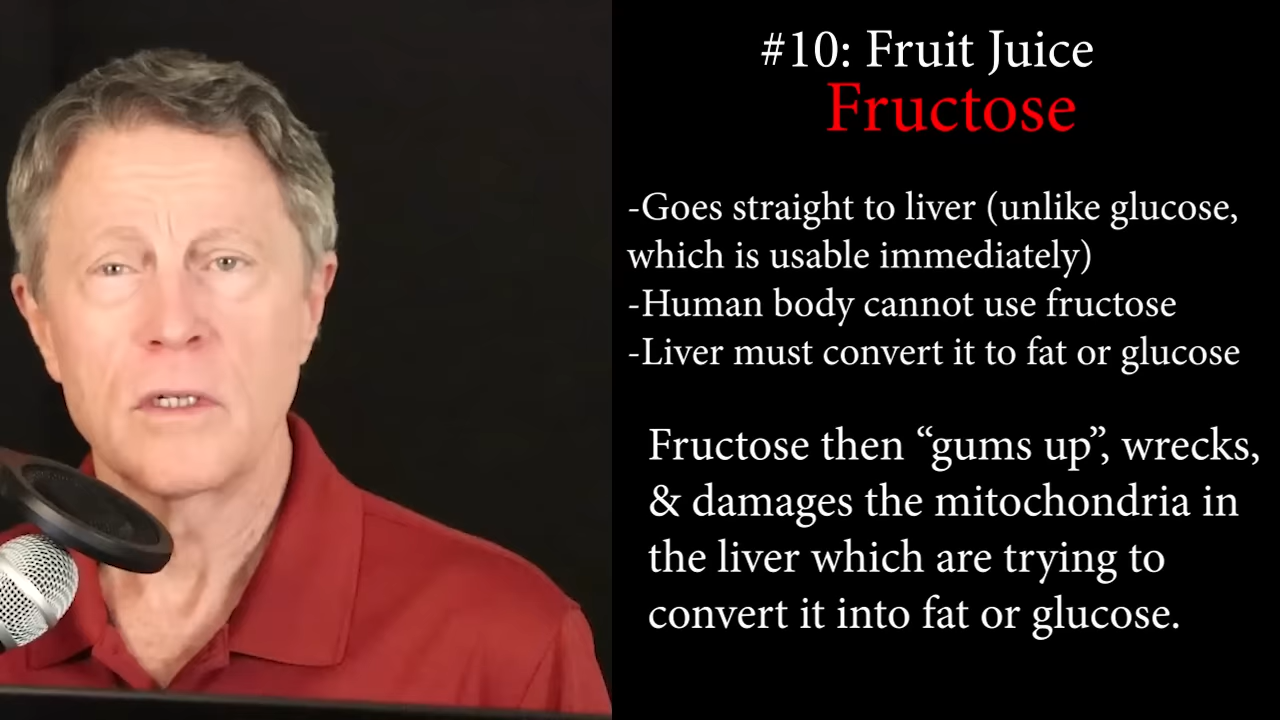 #10: Fruit Juice
Fructose
-Goes straight to liver (unlike glucose,
which is usable immediately)
-Human body cannot use fructose
-Liver must convert it to fat or glucose
Fructose then “gums up”, wrecks,
& damages the mitochondria in
the liver which are trying to
convert it into fat or glucose.